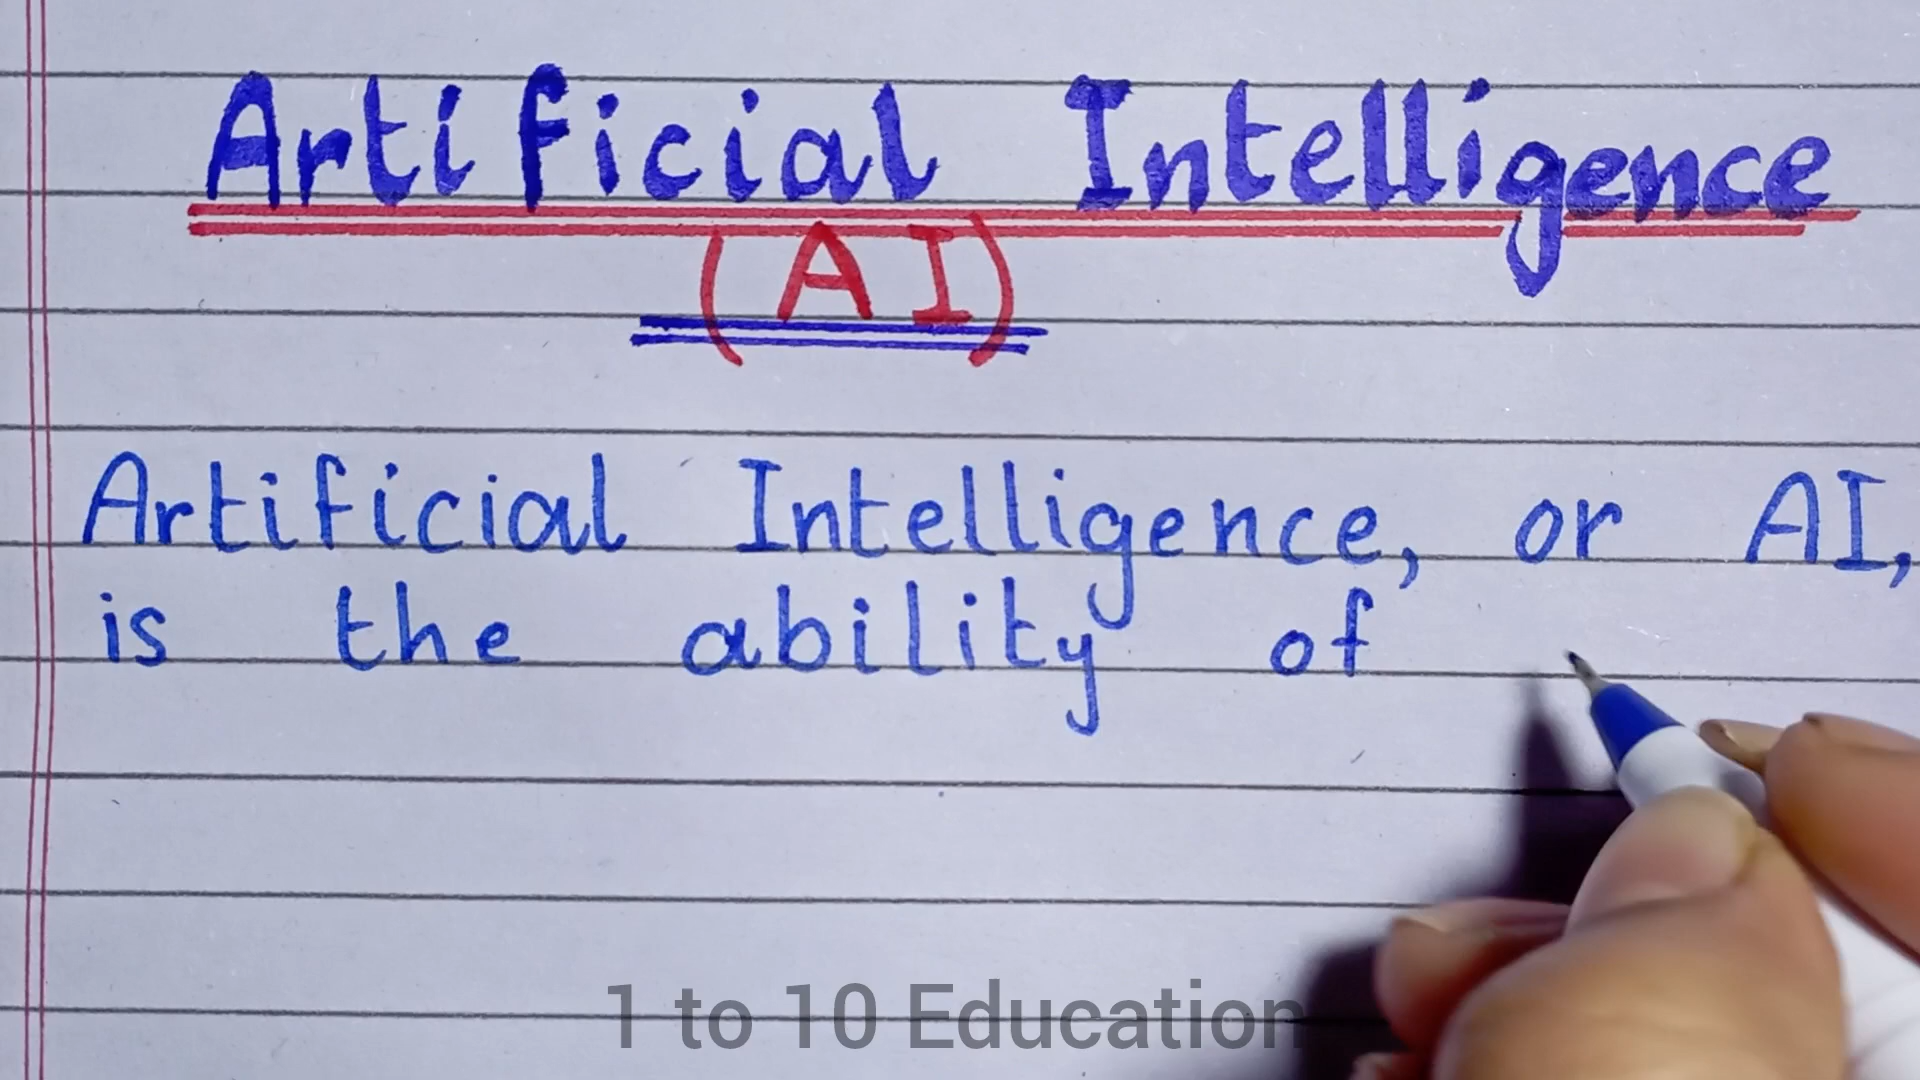 Artificial Intelligence
(AI)
Artificial Intelligence, or AI,
is the ability of
1 to 10 Education